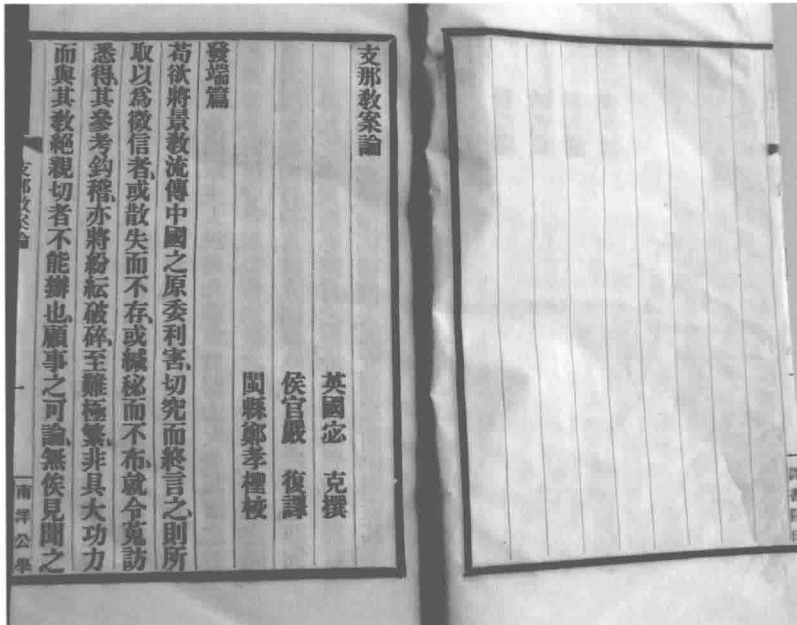 支那教案論
英國宓 克撰
侯官嚴 復譯
閩縣鄭孝檉校
發端篇
苟欲將景教流傳中國之原委利害、切究而終言之、則所
取以爲徵信者、或散失而不存、或緘秘而不布、就令蒐訪
悉得、其參考鈎稽、亦將紛紜破碎、至難極繁、非具大功力
而與其教絕親切者不能辦也、顧事之可論、無俟見聞之
支那教案論
一
南洋公學